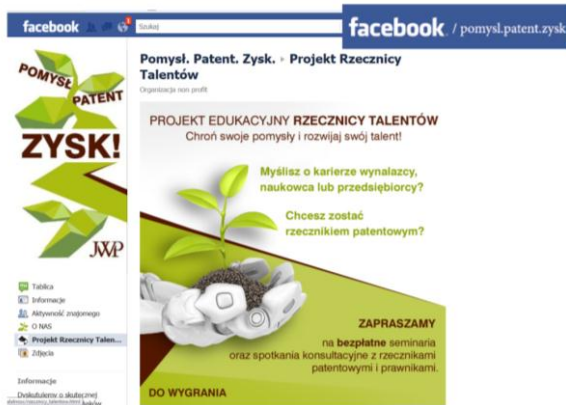 facebook
3
Szukaj
facebook / pomysl.patent.zysk
POMYSŁ
PATENT
ZYSK!
JWP
Pomysł. Patent. Zysk. ▸ Projekt Rzecznicy
Talentów
Organizacja non profit
PROJEKT EDUKACYJNY RZECZNICY TALENTÓW
Chroń swoje pomysły i rozwijaj swój talent!
Myślisz o karierze wynalazcy,
naukowca lub przedsiębiorcy?
Chcesz zostać
rzecznikiem patentowym?
ZAPRASZAMY
na bezpłatne seminaria
oraz spotkania konsultacyjne z rzecznikami
patentowymi i prawnikami.
DO WYGRANIA
Tablica
Informacje
Aktywność znajomego
O NAS
Projekt Rzecznicy Talen...
Zdjęcia
Informacje
Dyskutujemy o skutecznej